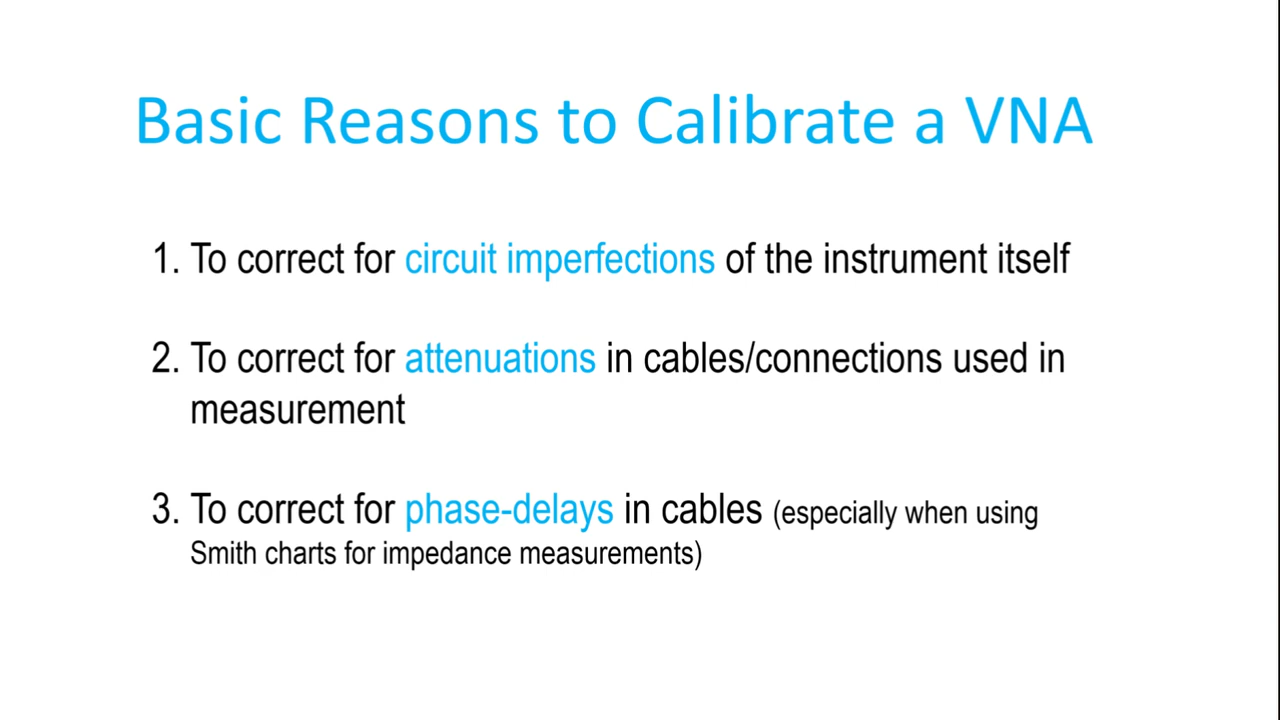 Basic Reasons to Calibrate a VNA
1. To correct for circuit imperfections of the instrument itself
2. To correct for attenuations in cables/connections used in
measurement
3. To correct for phase-delays in cables (especially when using
Smith charts for impedance measurements)